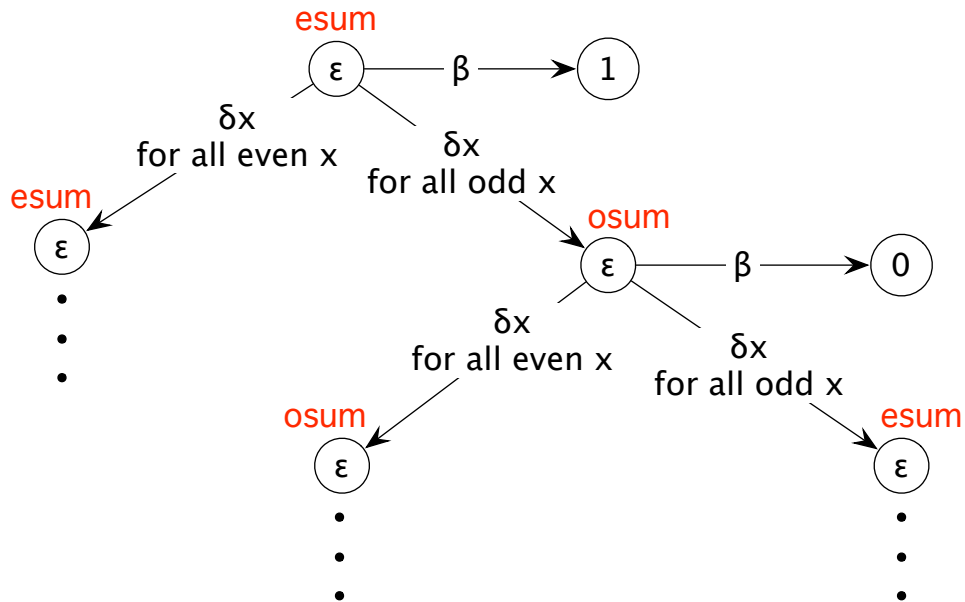 esum
ε β 1
δx
for all even x
δx
for all odd x
esum
ε
osum
ε β 0
δx
for all even x
δx
for all odd x
osum
ε
esum
ε